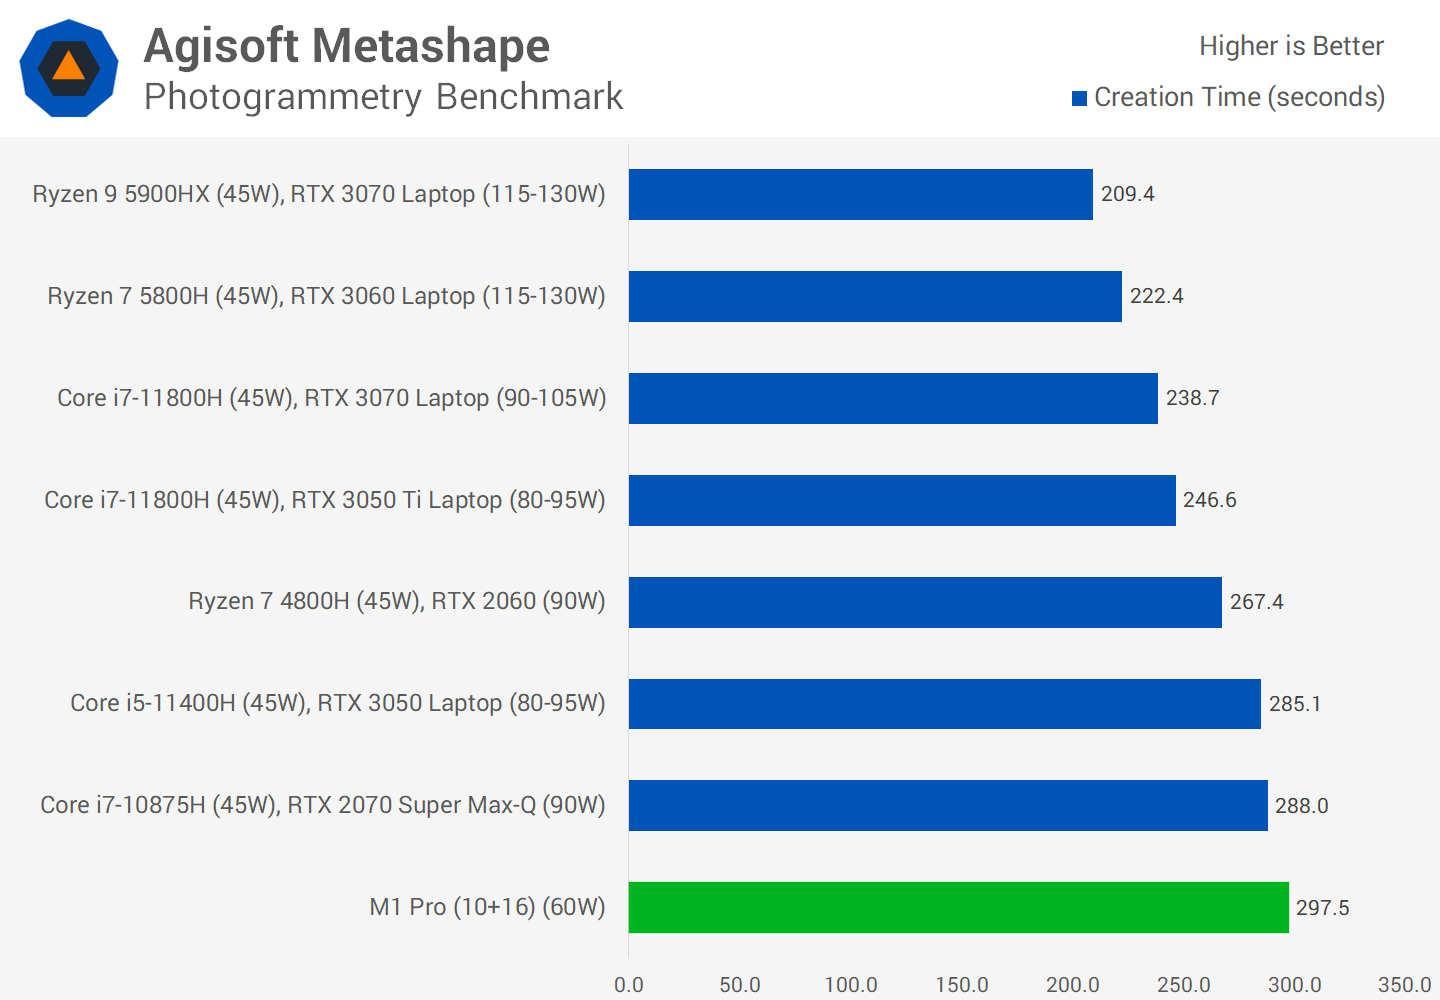 Agisoft Metashape
Photogrammetry Benchmark
Higher is Better
Creation Time (seconds)
Ryzen 9 5900HX (45W), RTX 3070 Laptop (115-130W) 209.4
Ryzen 7 5800H (45W), RTX 3060 Laptop (115-130W) 222.4
Core i7-11800H (45W), RTX 3070 Laptop (90-105W) 238.7
Core i7-11800H (45W), RTX 3050 Ti Laptop (80-95W) 246.6
Ryzen 7 4800H (45W), RTX 2060 (90W) 267.4
Core i5-11400H (45W), RTX 3050 Laptop (80-95W) 285.1
Core i7-10875H (45W), RTX 2070 Super Max-Q (90W) 288.0
M1 Pro (10+16) (60W) 297.5
0.0 50.0 100.0 150.0 200.0 250.0 300.0 350.0